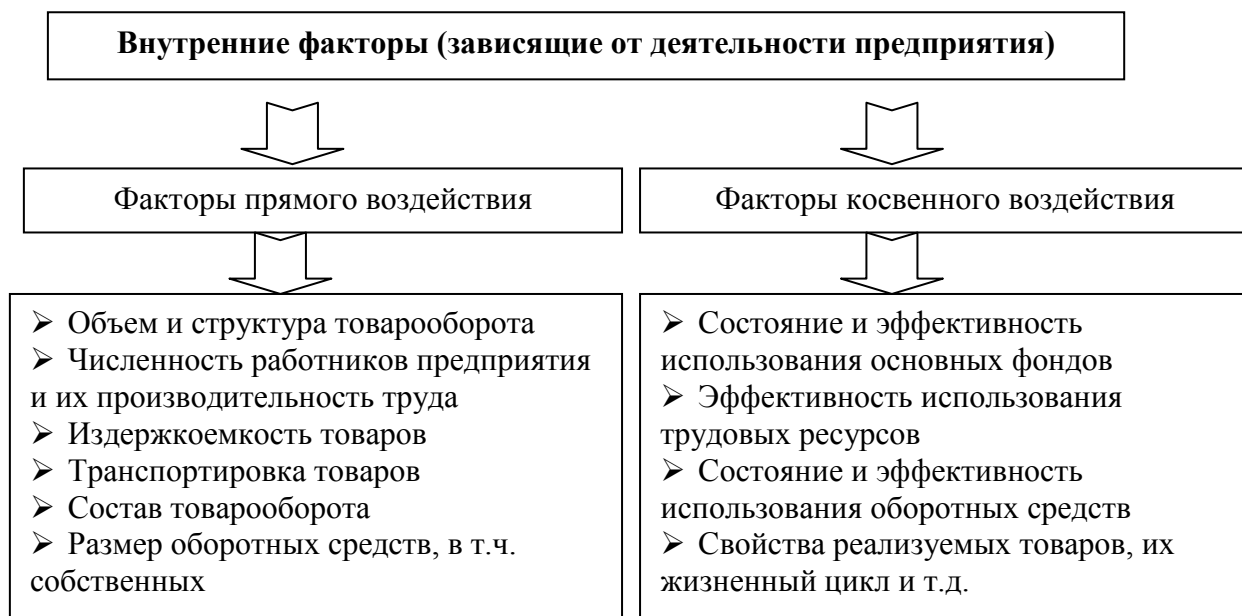 Внутренние факторы (зависящие от деятельности предприятия)
Факторы прямого воздействия
Факторы косвенного воздействия
➢ Объем и структура товарооборота
➢ Численность работников предприятия
и их производительность труда
➢ Издержкоемкость товаров
➢ Транспортировка товаров
➢ Состав товарооборота
➢ Размер оборотных средств, в т.ч.
собственных
➢ Состояние и эффективность
использования основных фондов
➢ Эффективность использования
трудовых ресурсов
➢ Состояние и эффективность
использования оборотных средств
➢ Свойства реализуемых товаров, их
жизненный цикл и т.д.